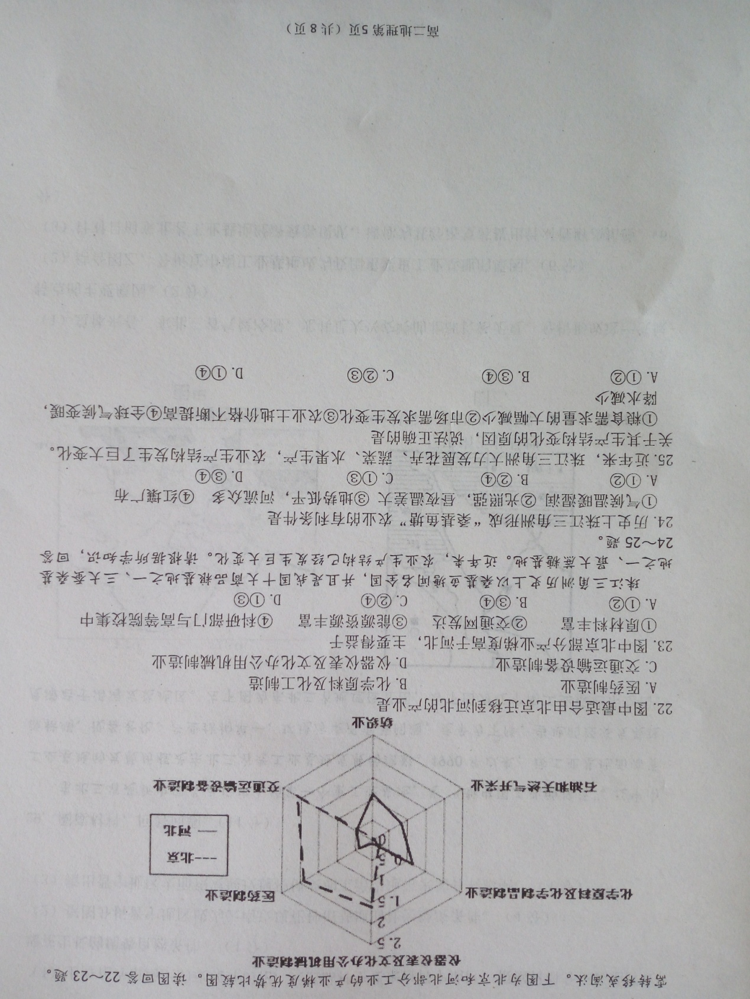 需转移或淘汰。下图为北京和河北部分工业的产业梯度优势比较图。读图回答 22～23 题。
仪器仪表及文化办公用机械制造业
2.5
2
1.5
1
0.5
0
化学原料及化学制品制造业
医药制造业
---北京
— 河北
石油和天然气开采业
交通运输设备制造业
纺织业
22. 图中最适合由北京迁移到河北的产业是
A. 医药制造业 B. 化学原料及化工制造
C. 交通运输设备制造业 D. 仪器仪表及文化办公用机械制造业
23. 图中北京部分产业梯度高于河北，主要得益于
①原材料丰富 ②交通网发达 ③能源资源丰富 ④科研部门与高等院校集中
A. ①② B. ③④ C. ②④ D. ①③
珠江三角洲历史上以桑基鱼塘闻名全国，并且是我国十大商品粮基地之一、三大蚕桑基
地之一、最大蔗糖基地。近年来，农业生产结构已经发生巨大变化。请根据所学知识，回答
24～25 题。
24. 历史上珠江三角洲形成“桑基鱼塘”农业的有利条件是
①气候温暖湿润 ②光照强，昼夜温差大 ③地势低平，河流众多 ④红壤广布
A. ①② B. ②④ C. ①③ D. ③④
25. 近年来，珠江三角洲大力发展花卉、蔬菜、水果生产，农业生产结构发生了巨大变化。
关于其生产结构变化的原因，说法正确的是
①粮食需求量的大幅减少②市场需求发生变化③农业土地价格不断提高④全球气候变暖，
降水减少
A. ①② B. ③④ C. ②③ D. ①④
高二地理第 5 页（共 8 页）